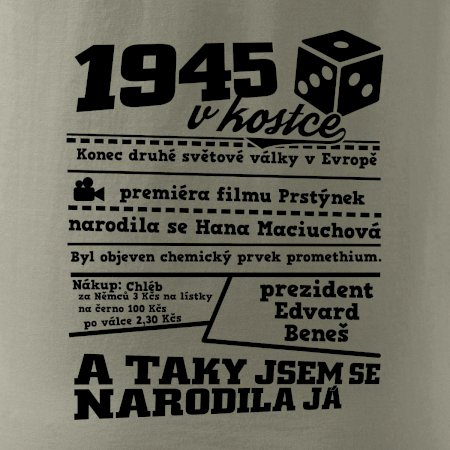 1945
v kostce
Konec druhé světové války v Evropě
premiéra filmu Prstýnek
narodila se Hana Maciuchová
Byl objeven chemický prvek promethium.
Nákup: Chléb
za Němců 3 Kčs na lístky
na černo 100 Kčs
po válce 2,30 Kčs
prezident
Edvard
Beneš
A TAKY JSEM SE
NARODILA JÁ